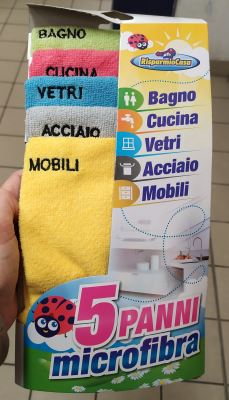 BAGNO
CUCINA
VETRI
ACCIAIO
MOBILI
RisparmioCasa
Bagno
Cucina
Vetri
Acciaio
Mobili
5 PANNI
microfibra